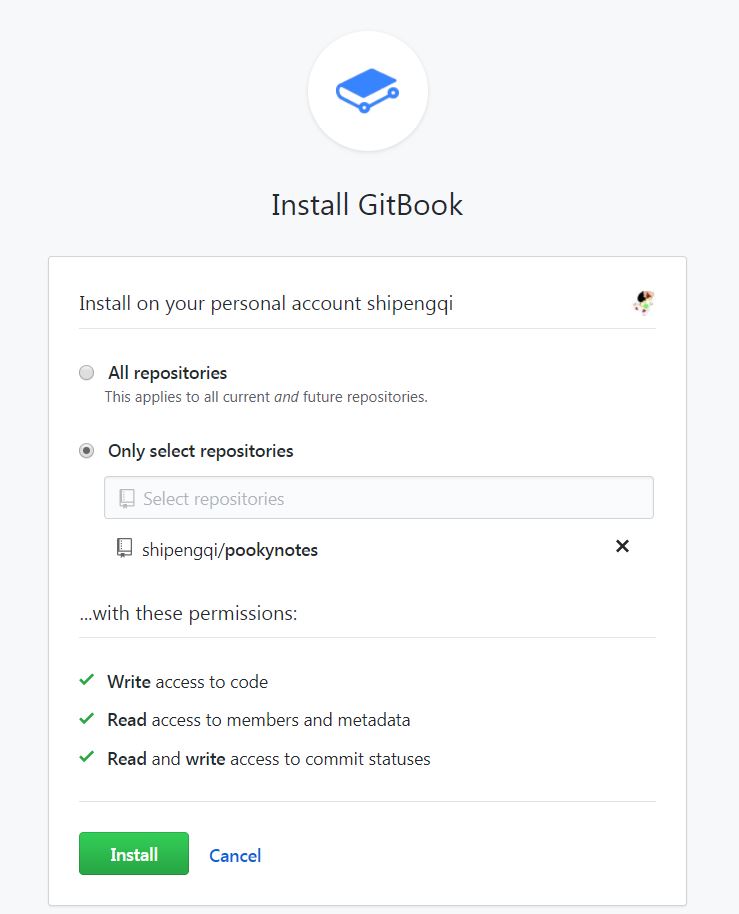 Install GitBook
Install on your personal account shipengqi
All repositories
This applies to all current and future repositories.
Only select repositories
Select repositories
shipengqi/pookynotes
...with these permissions:
Write access to code
Read access to members and metadata
Read and write access to commit statuses
Install Cancel